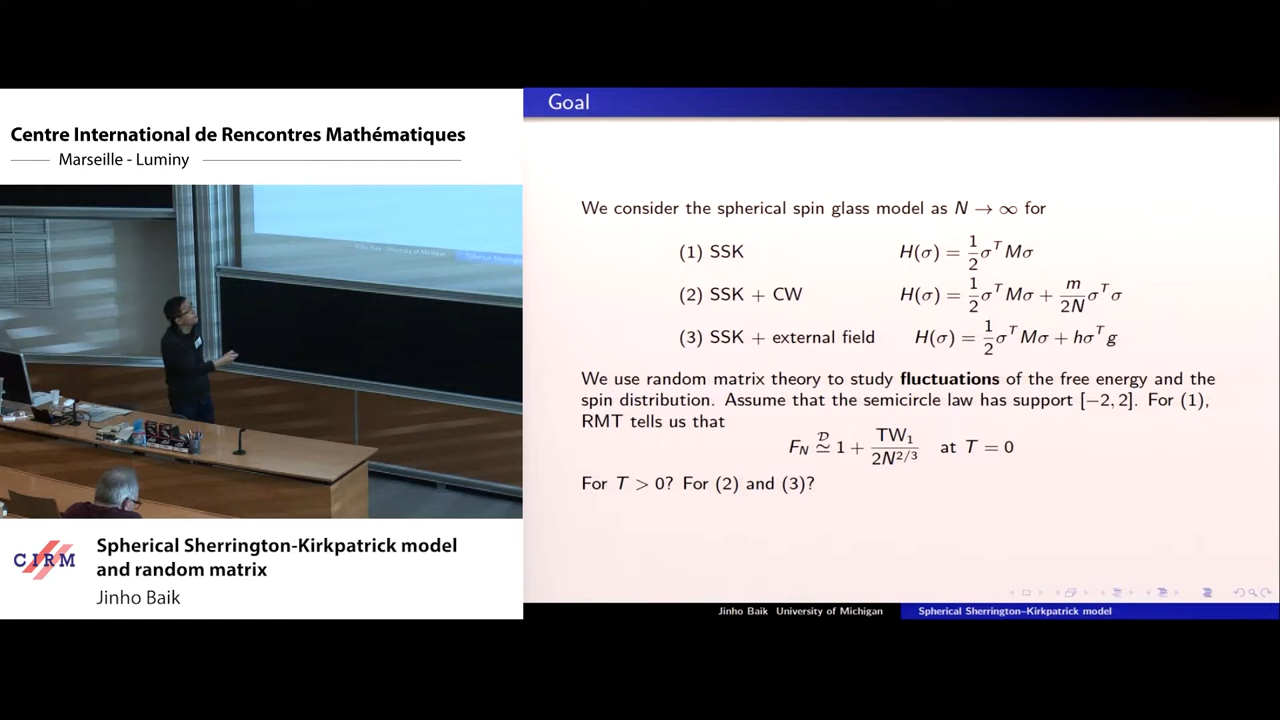 Goal
Centre International de Rencontres Mathématiques
Marseille - Luminy
We consider the spherical spin glass model as N → ∞ for
(1) SSK H(σ) = 1/2 σ^T Mσ
(2) SSK + CW H(σ) = 1/2 σ^T Mσ + m/2N σ^T σ
(3) SSK + external field H(σ) = 1/2 σ^T Mσ + hσ^T g
We use random matrix theory to study fluctuations of the free energy and the
spin distribution. Assume that the semicircle law has support [−2, 2]. For (1),
RMT tells us that
F_N ≃^D 1 + TW_1/2N^{2/3} at T = 0
For T > 0? For (2) and (3)?
CIRM
Spherical Sherrington-Kirkpatrick model
and random matrix
Jinho Baik
Jinho Baik University of Michigan
Spherical Sherrington–Kirkpatrick model